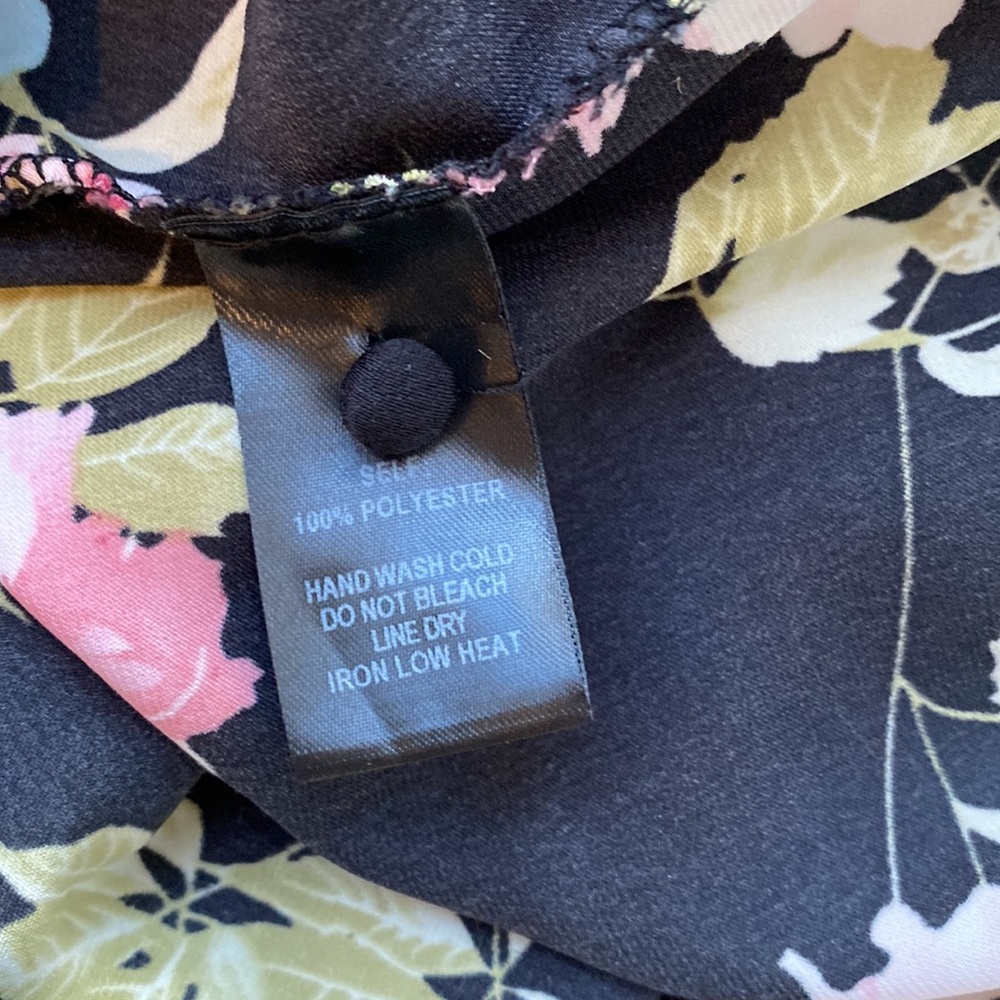 SELF
100% POLYESTER
HAND WASH COLD
DO NOT BLEACH
LINE DRY
IRON LOW HEAT